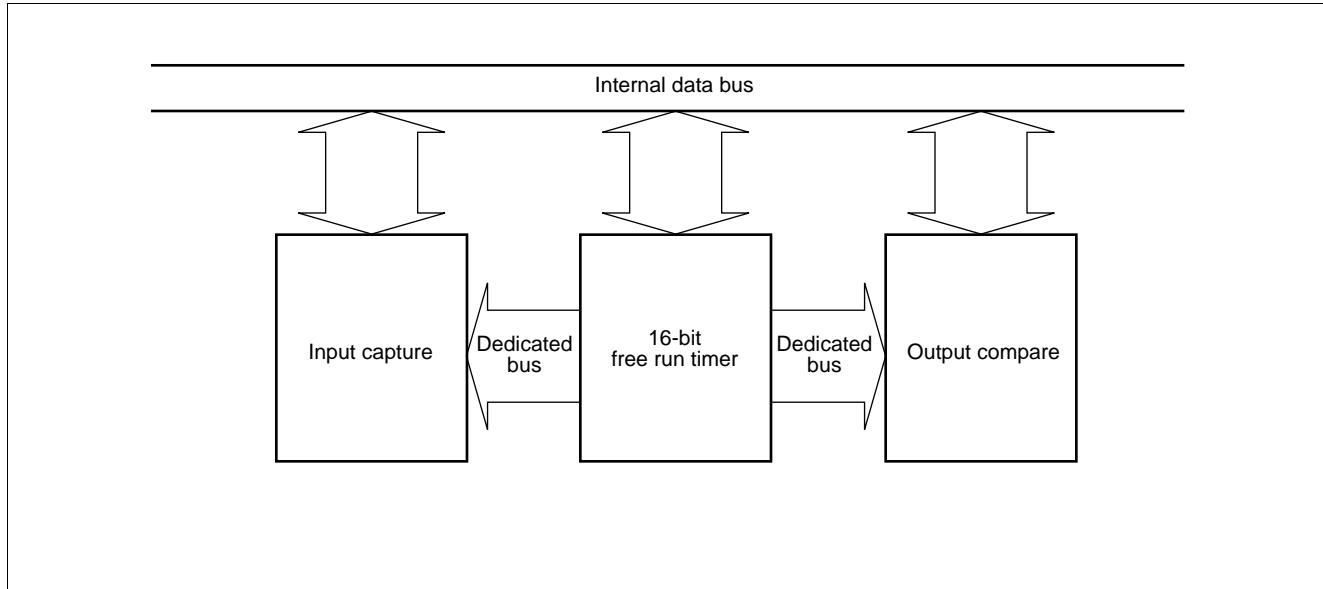 Internal data bus
Input capture
Dedicated
bus
16-bit
free run timer
Dedicated
bus
Output compare